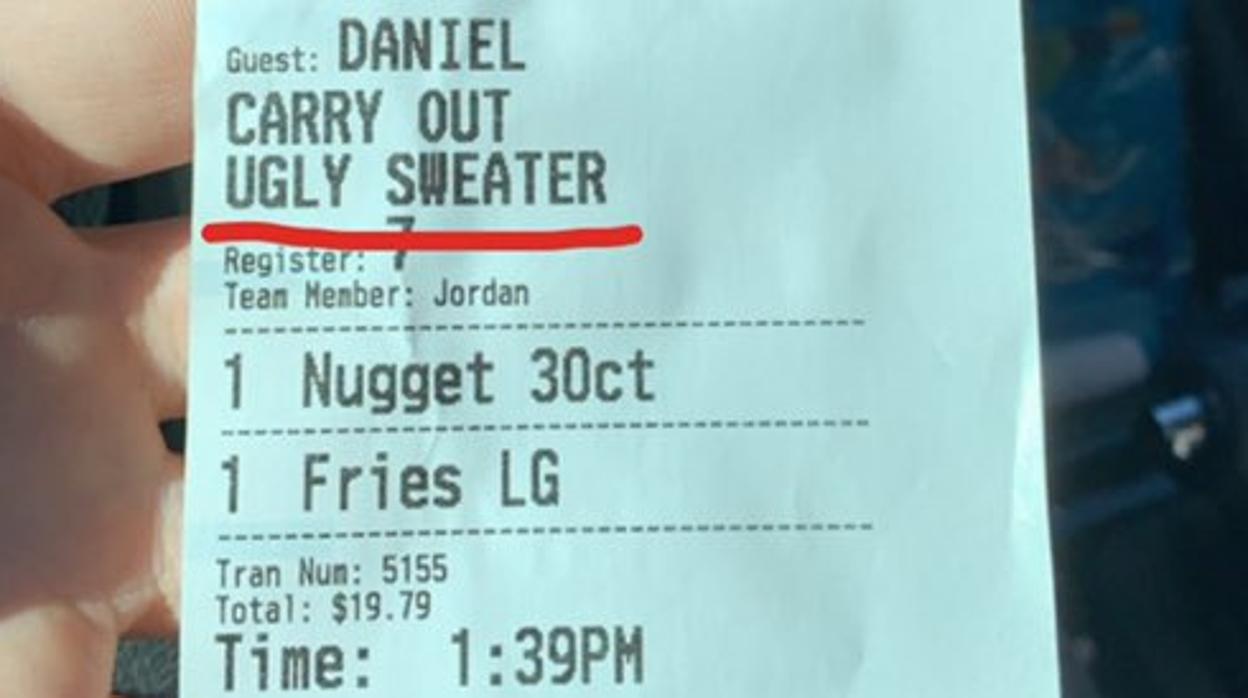 Guest: DANIEL
CARRY OUT
UGLY SWEATER
Register: 7
Team Member: Jordan
1 Nugget 30ct
1 Fries LG
Tran Num: 5155
Total: $19.79
Time: 1:39PM